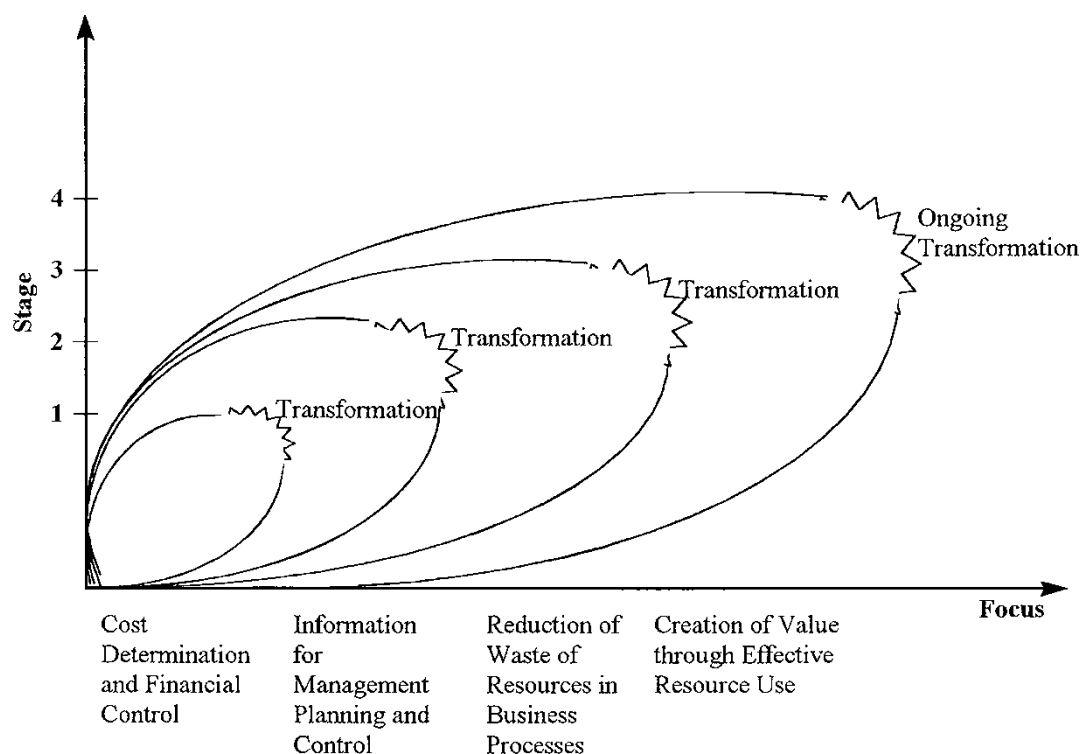 4
Ongoing
Transformation
3
Transformation
Stage
2
Transformation
1
Transformation
Focus
Cost
Determination
and Financial
Control
Information
for
Management
Planning and
Control
Reduction of
Waste of
Resources in
Business
Processes
Creation of Value
through Effective
Resource Use